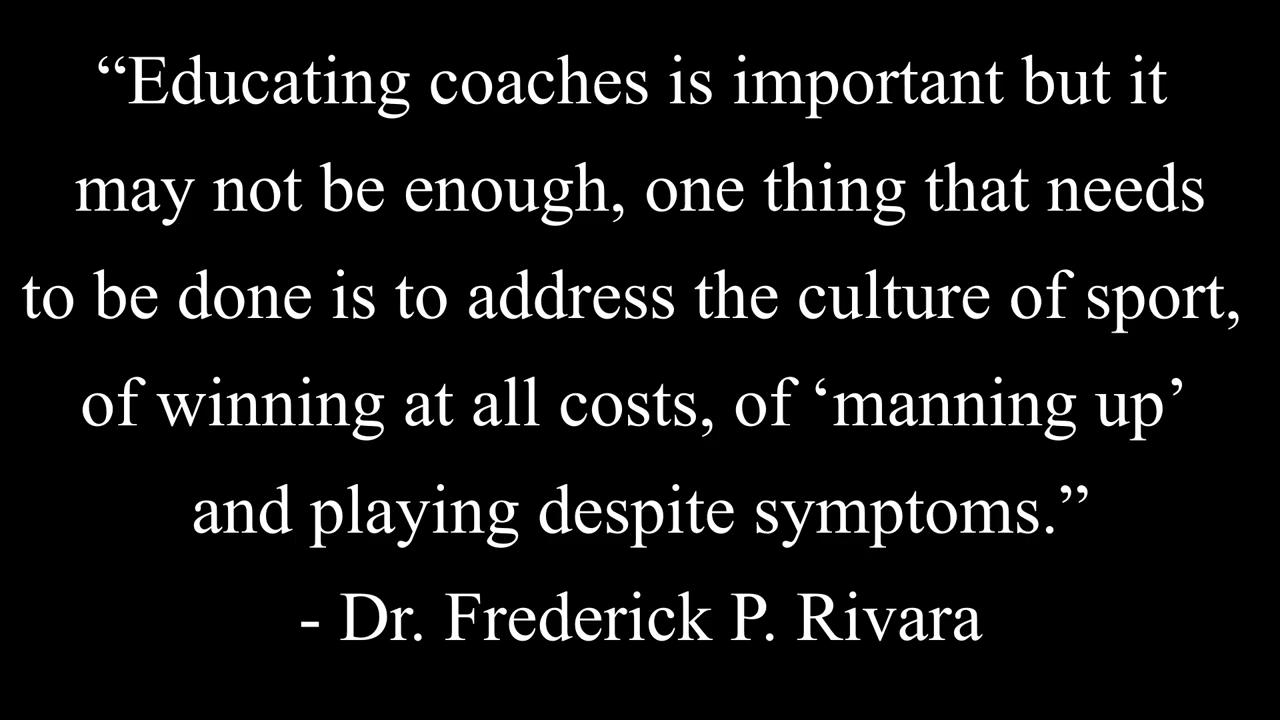 “Educating coaches is important but it
may not be enough, one thing that needs
to be done is to address the culture of sport,
of winning at all costs, of ‘manning up’
and playing despite symptoms.”
- Dr. Frederick P. Rivara